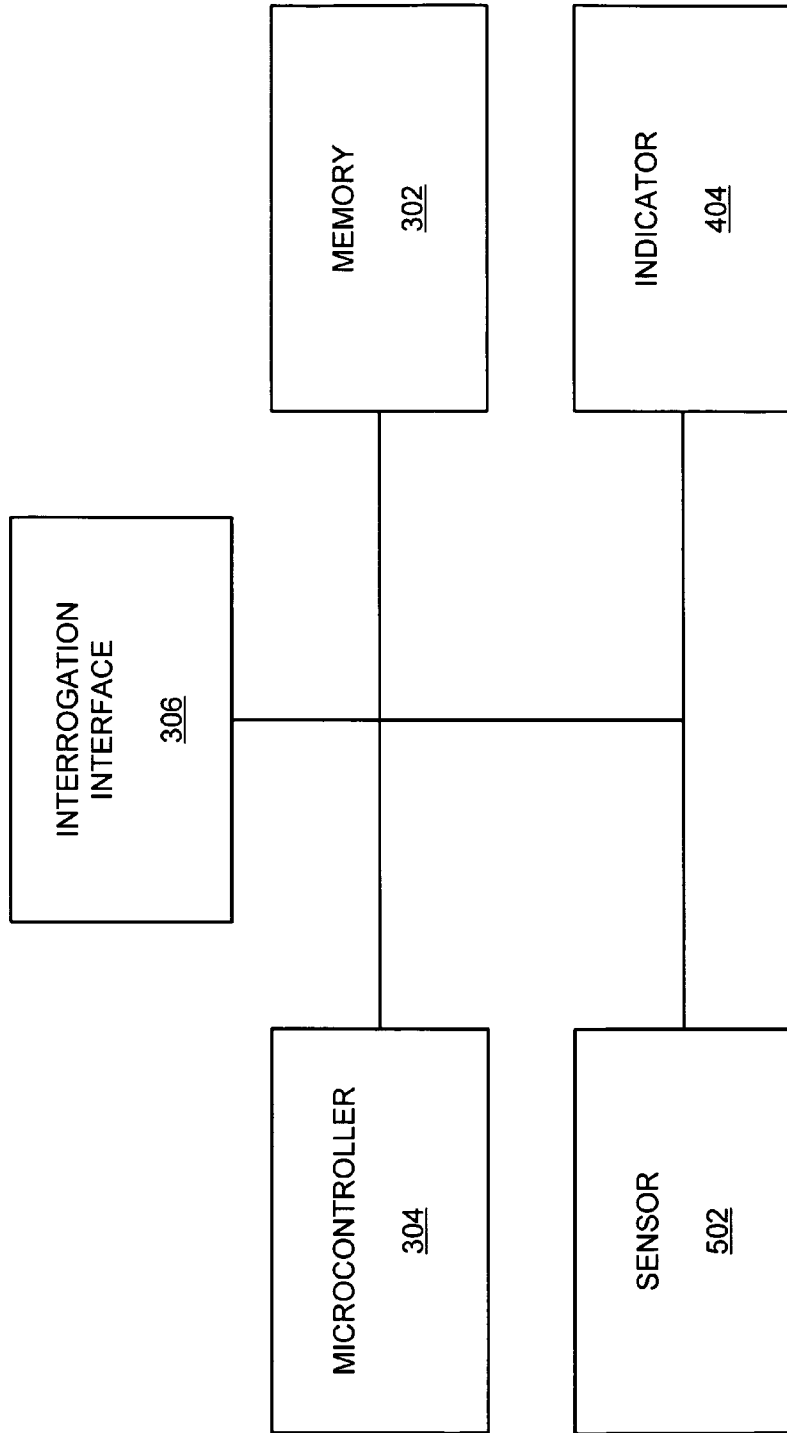 INTERROGATION
INTERFACE
306
MICROCONTROLLER
304
MEMORY
302
SENSOR
502
INDICATOR
404